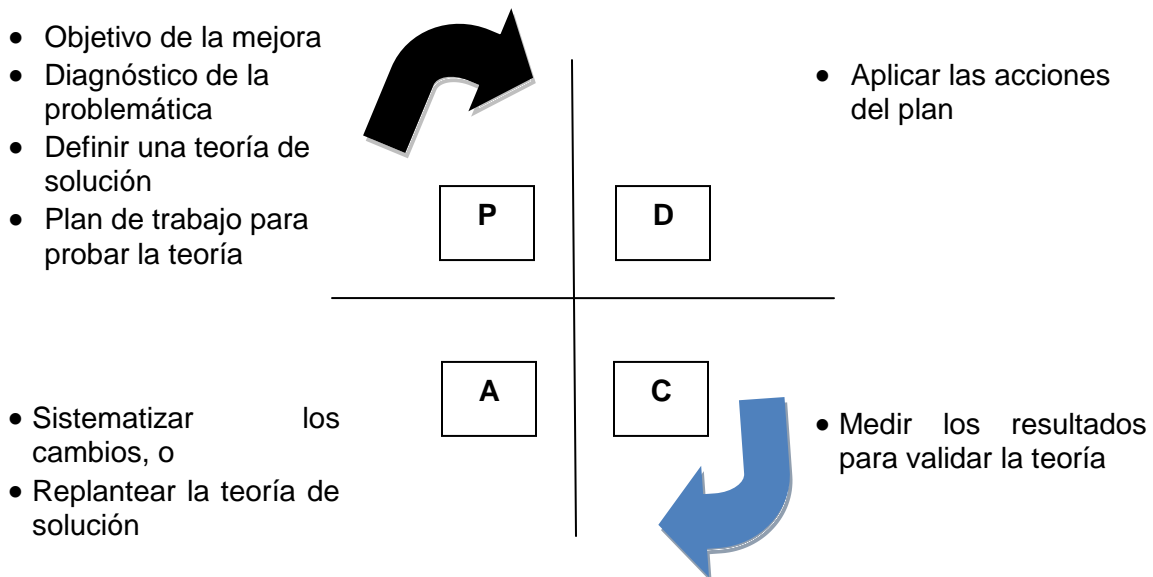 • Objetivo de la mejora
• Diagnóstico de la
problemática
• Definir una teoría de
solución
• Plan de trabajo para
probar la teoría
P
D
• Aplicar las acciones
del plan
A
C
• Sistematizar los
cambios, o
• Replantear la teoría de
solución
• Medir los resultados
para validar la teoría